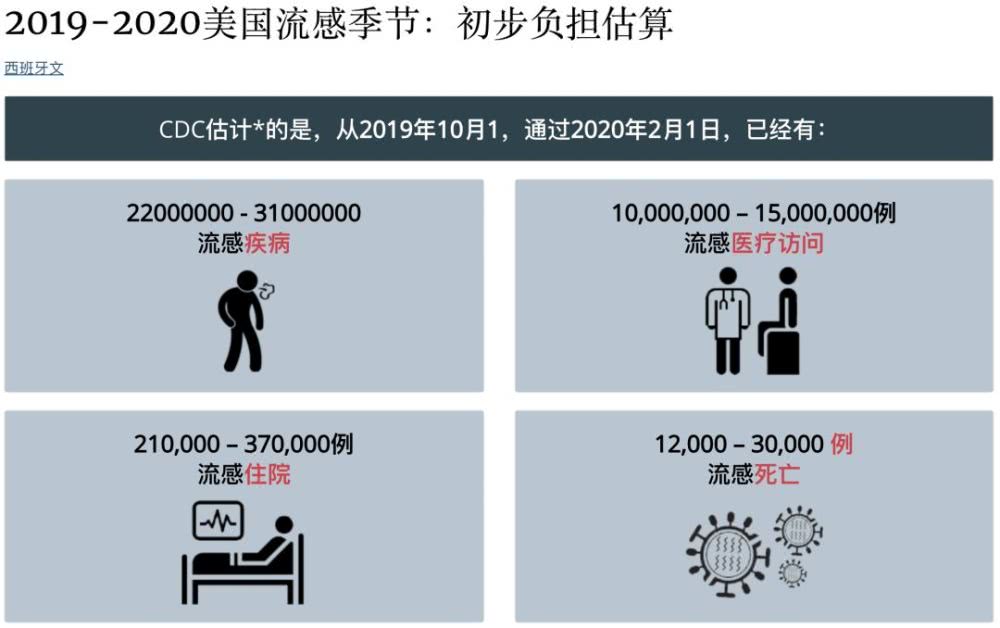 2019-2020美国流感季节：初步负担估算
西班牙文
CDC估计*的是，从2019年10月1，通过2020年2月1日，已经有：
22000000 - 31000000
流感疾病
10,000,000 – 15,000,000例
流感医疗访问
210,000 – 370,000例
流感住院
12,000 – 30,000 例
流感死亡